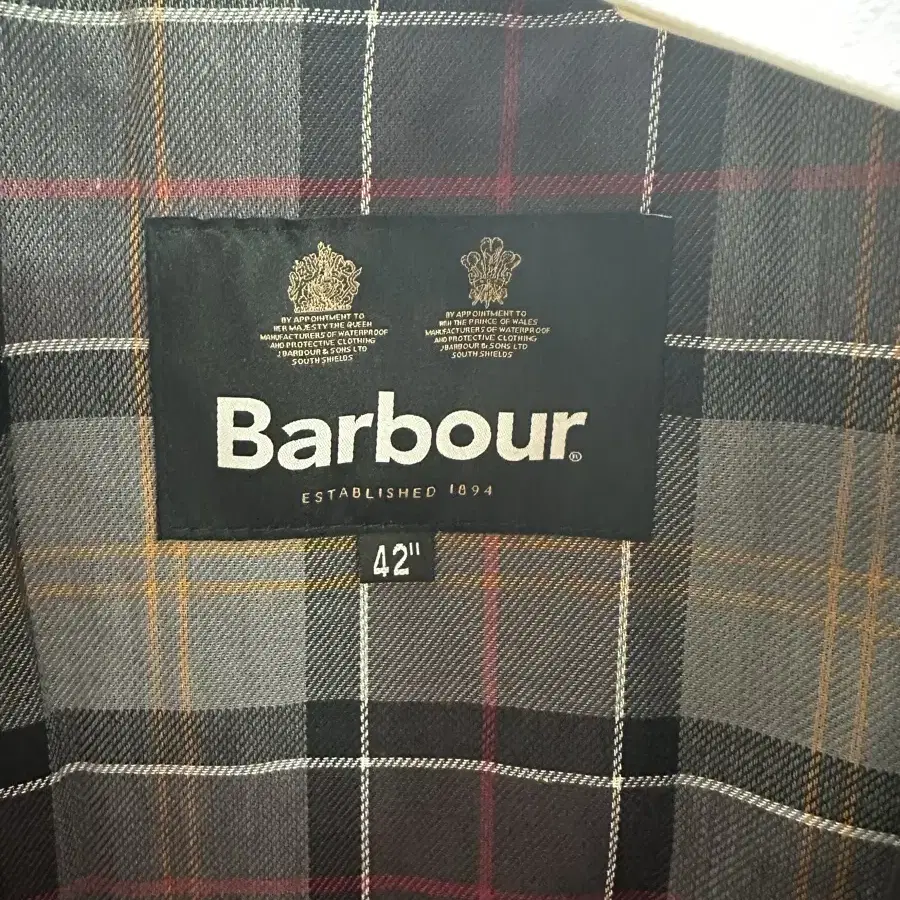 BY APPOINTMENT TO
HER MAJESTY THE QUEEN
MANUFACTURERS OF WATERPROOF
AND PROTECTIVE CLOTHING
J BARBOUR & SONS LTD
SOUTH SHIELDS
BY APPOINTMENT TO
HRH THE PRINCE OF WALES
MANUFACTURERS OF WATERPROOF
AND PROTECTIVE CLOTHING
J BARBOUR & SONS LTD
SOUTH SHIELDS
Barbour®
ESTABLISHED 1894
42"